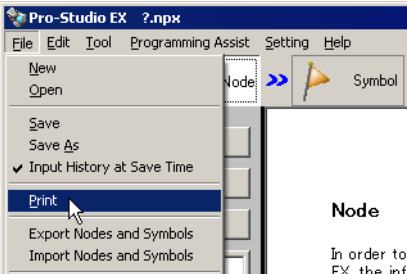 Pro-Studio EX   ?.npx
File Edit Tool Programming Assist Setting Help
New
Open
Node
Symbol
Save
Save As
Input History at Save Time
Print
Export Nodes and Symbols
Import Nodes and Symbols
Node
In order to
EX the inf